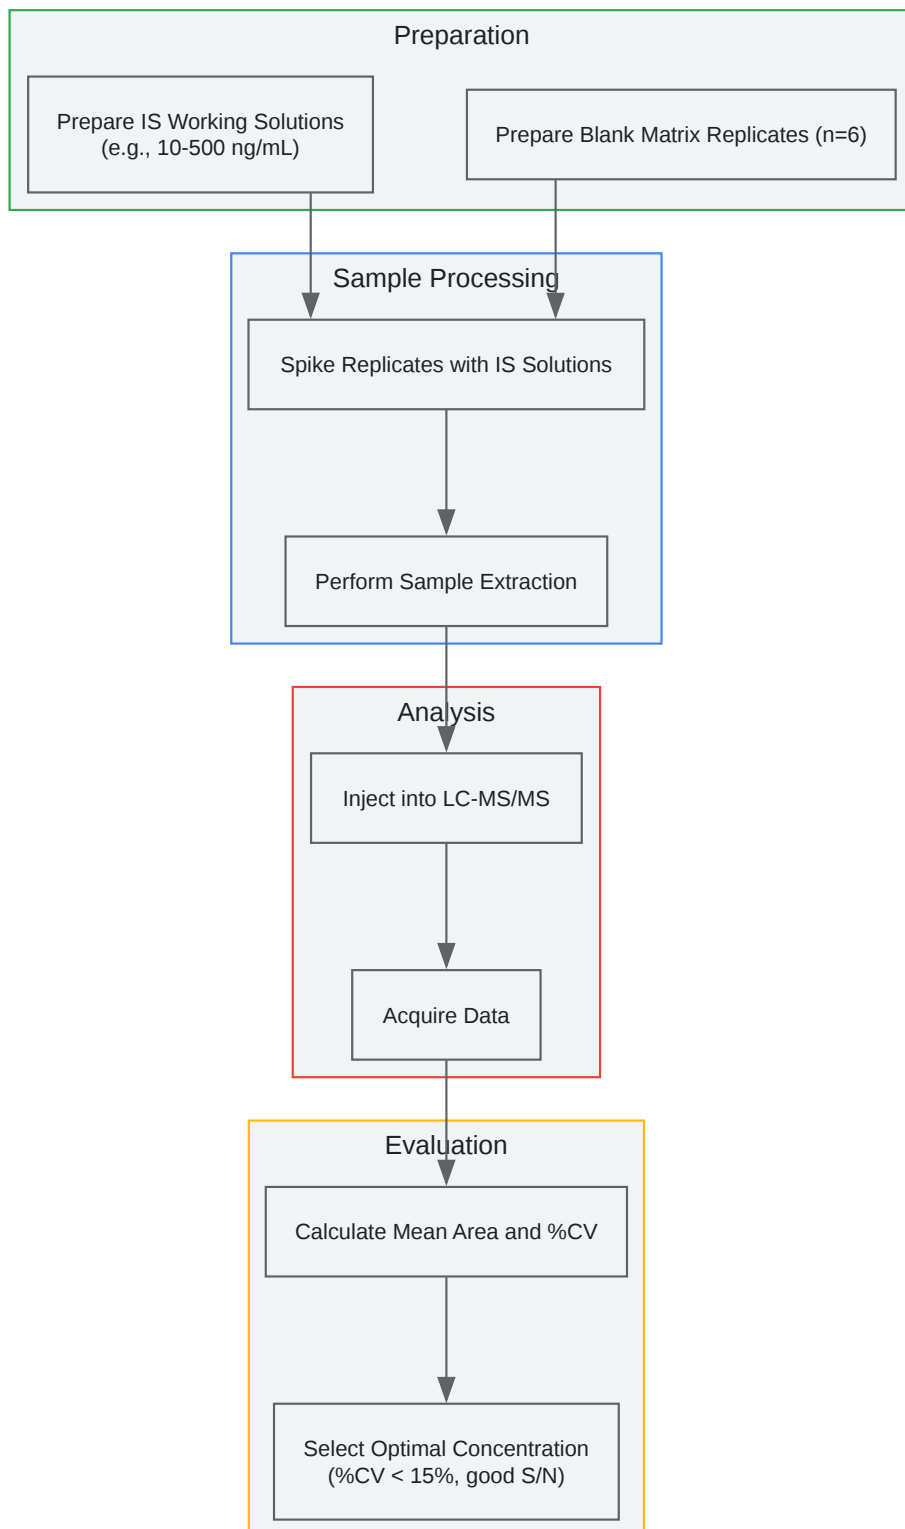 Preparation
Prepare IS Working Solutions
(e.g., 10-500 ng/mL)
Prepare Blank Matrix Replicates (n=6)
Sample Processing
Spike Replicates with IS Solutions
Perform Sample Extraction
Analysis
Inject into LC-MS/MS
Acquire Data
Evaluation
Calculate Mean Area and %CV
Select Optimal Concentration
(%CV < 15%, good S/N)